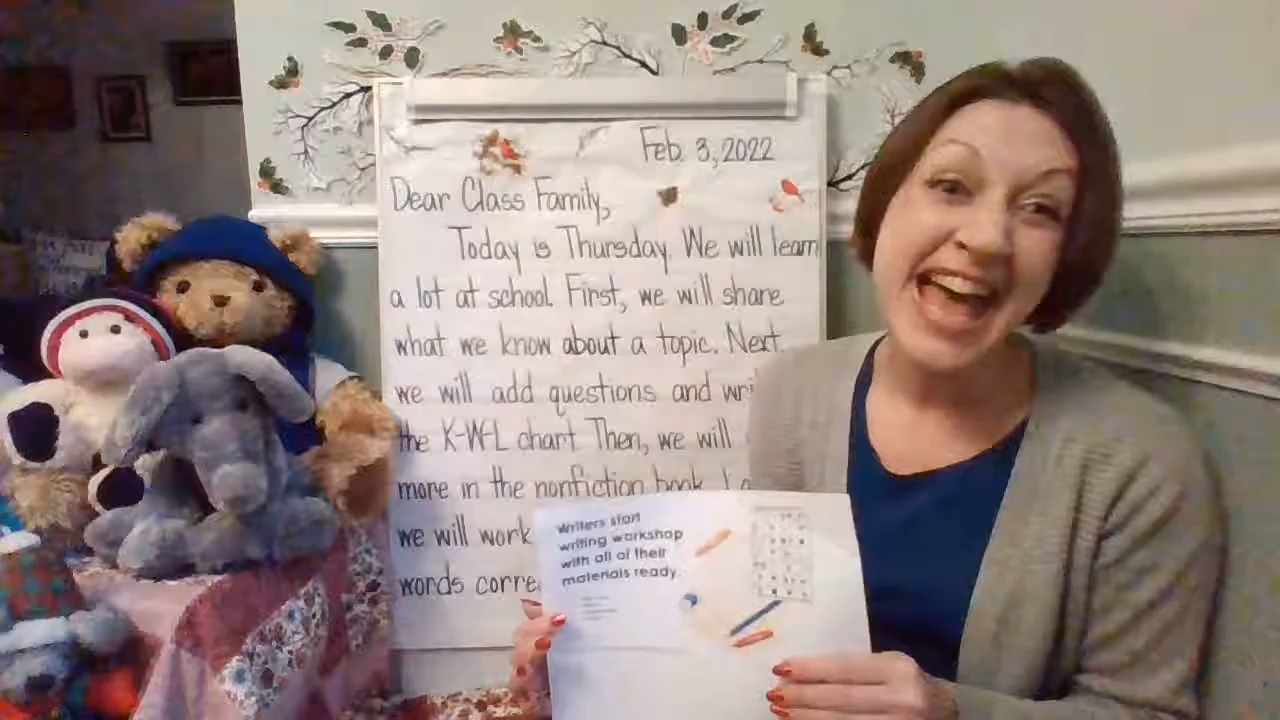 Feb. 3, 2022
Dear Class Family,
Today is Thursday. We will learn
a lot at school. First, we will share
what we know about a topic. Next,
we will add questions and
the K-W-L chart. Then, we will
more in the nonfiction book.
we will work
words
Writers start
writing workshop
with all of their
materials ready.